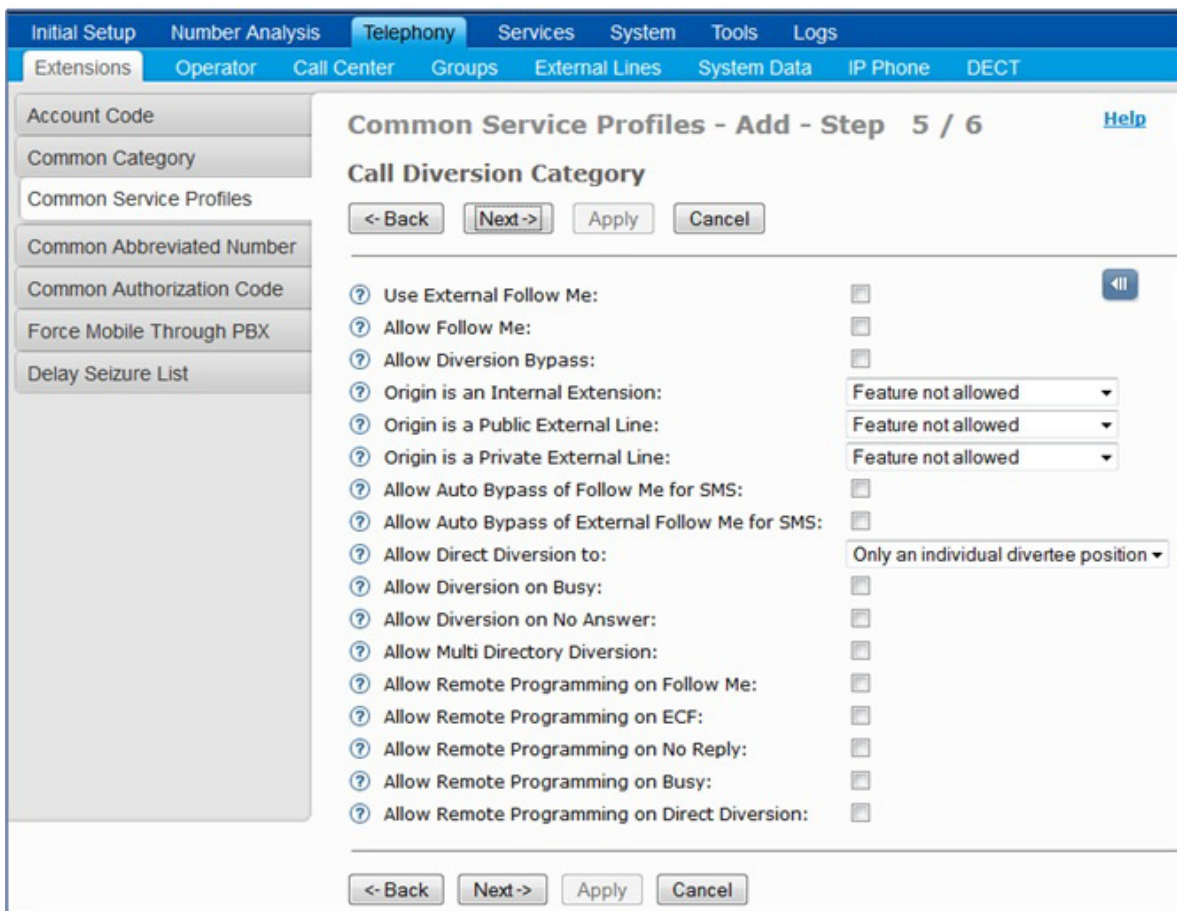 Initial Setup Number Analysis Telephony Services System Tools Logs
Extensions Operator Call Center Groups External Lines System Data IP Phone DECT
Account Code
Common Category
Common Service Profiles
Common Abbreviated Number
Common Authorization Code
Force Mobile Through PBX
Delay Seizure List
Common Service Profiles - Add - Step 5 / 6
Help
Call Diversion Category
<- Back Next -> Apply Cancel
? Use External Follow Me:
? Allow Follow Me:
? Allow Diversion Bypass:
? Origin is an Internal Extension: Feature not allowed
? Origin is a Public External Line: Feature not allowed
? Origin is a Private External Line: Feature not allowed
? Allow Auto Bypass of Follow Me for SMS:
? Allow Auto Bypass of External Follow Me for SMS:
? Allow Direct Diversion to: Only an individual divertee position
? Allow Diversion on Busy:
? Allow Diversion on No Answer:
? Allow Multi Directory Diversion:
? Allow Remote Programming on Follow Me:
? Allow Remote Programming on ECF:
? Allow Remote Programming on No Reply:
? Allow Remote Programming on Busy:
? Allow Remote Programming on Direct Diversion:
<- Back Next -> Apply Cancel